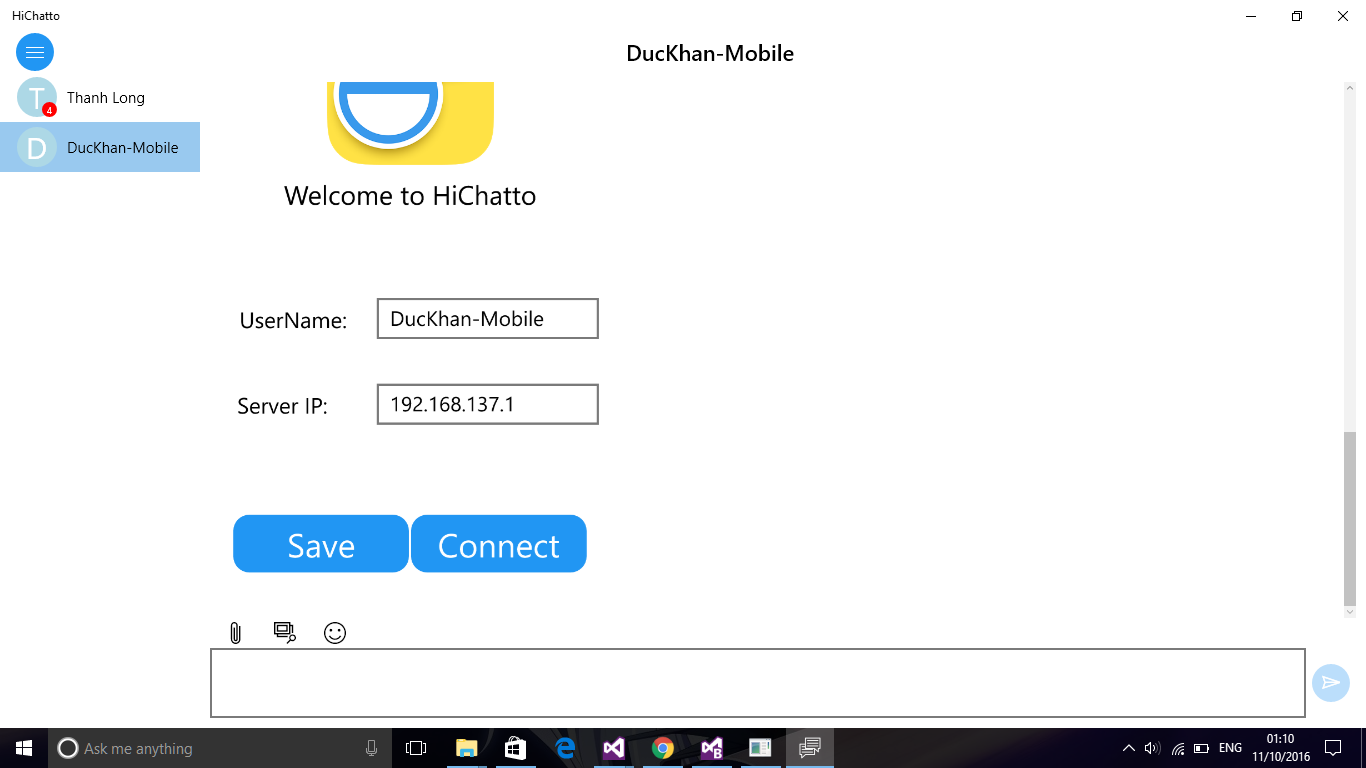 HiChatto
DucKhan-Mobile
T
4
Thanh Long
D
DucKhan-Mobile
Welcome to HiChatto
UserName:
DucKhan-Mobile
Server IP:
192.168.137.1
Save
Connect
Ask me anything
ENG
01:10
11/10/2016